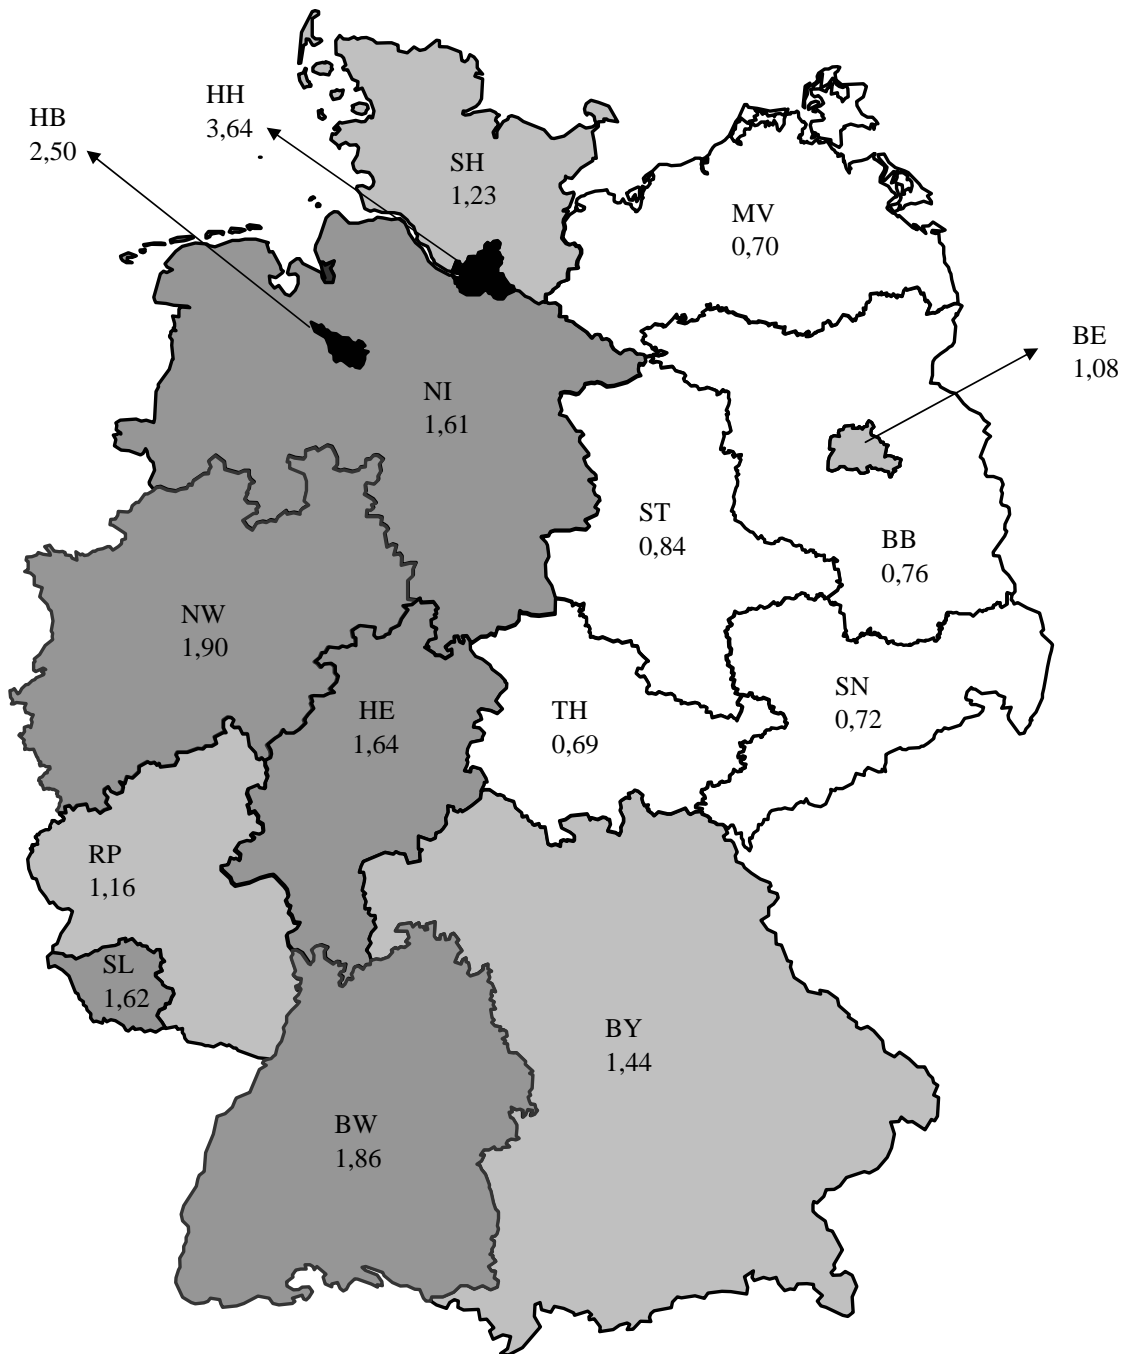 HH
3,64
HB
2,50
SH
1,23
MV
0,70
BE
1,08
NI
1,61
ST
0,84
BB
0,76
NW
1,90
SN
0,72
HE
1,64
TH
0,69
RP
1,16
SL
1,62
BY
1,44
BW
1,86